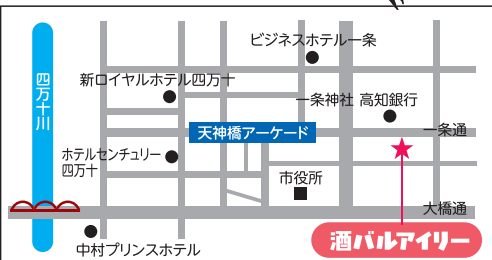 ビジネスホテル一条
新ロイヤルホテル四万十
四万十川
一条神社
高知銀行
天神橋アーケード
一条通
ホテルセンチュリー
四万十
市役所
大橋通
酒バルアイリー
中村プリンスホテル